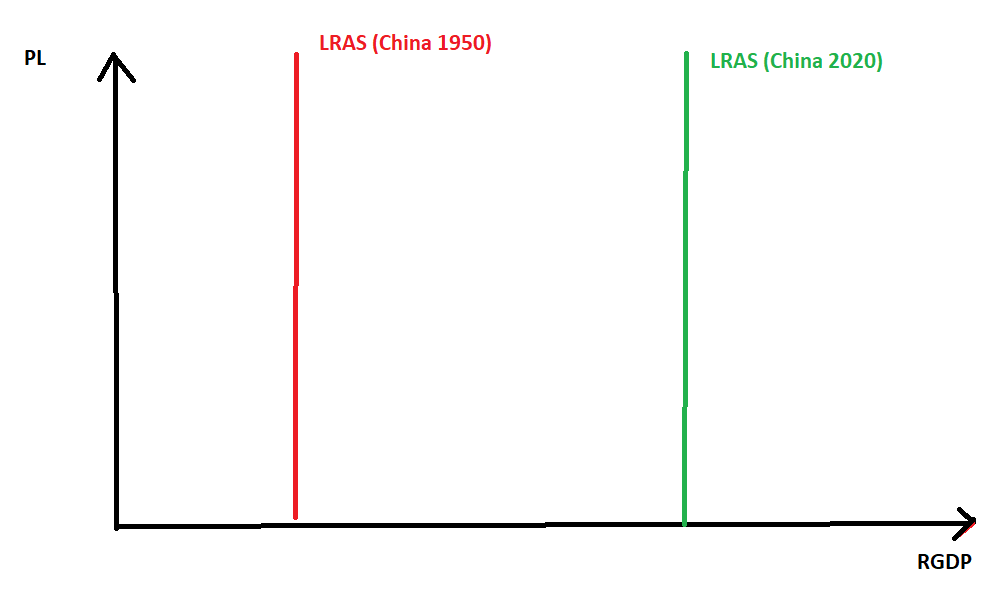 LRAS (China 1950)
PL
LRAS (China 2020)
RGDP